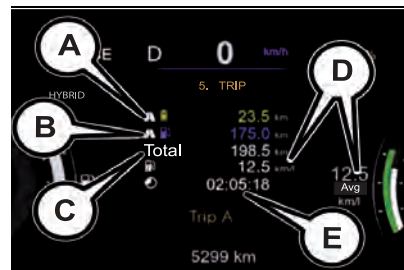 A
E D 0 km/h
D
5. TRIP
HYBRID
23.5 km
B
175.0 km
Total 198.5 km
12.5 km/l
12.5
Avg
km/l
C
02:05:18
E
Trip A
5299 km